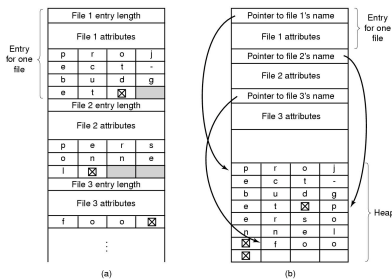 Entry for one file
File 1 entry length
File 1 attributes
p r o j
e c t -
b u d g
e t
File 2 entry length
File 2 attributes
p e r s
o n n e
l
File 3 entry length
File 3 attributes
f o o
(a)
Pointer to file 1's name
File 1 attributes
Pointer to file 2's name
File 2 attributes
Pointer to file 3's name
File 3 attributes
Entry for one file
p r o j
e c t -
b u d g
e t p
e r s o
n n e l
f o o
Heap
(b)